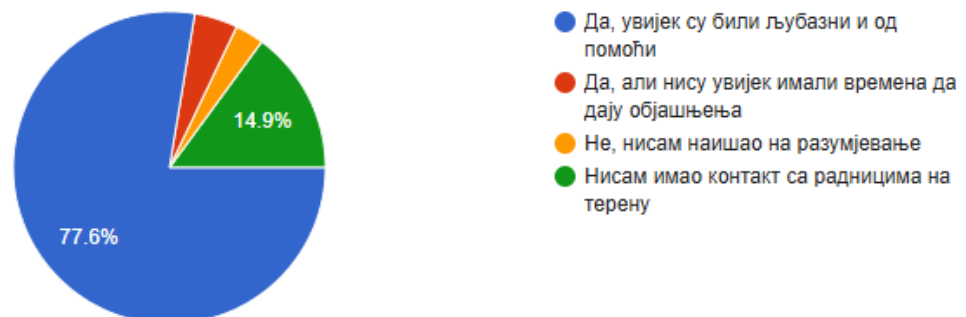 14.9%
77.6%
Да, увијек су били љубазни и од
помоћи
Да, али нису увијек имали времена да
дају објашњења
Не, нисам наишао на разумјевање
Нисам имао контакт са радницима на
терену